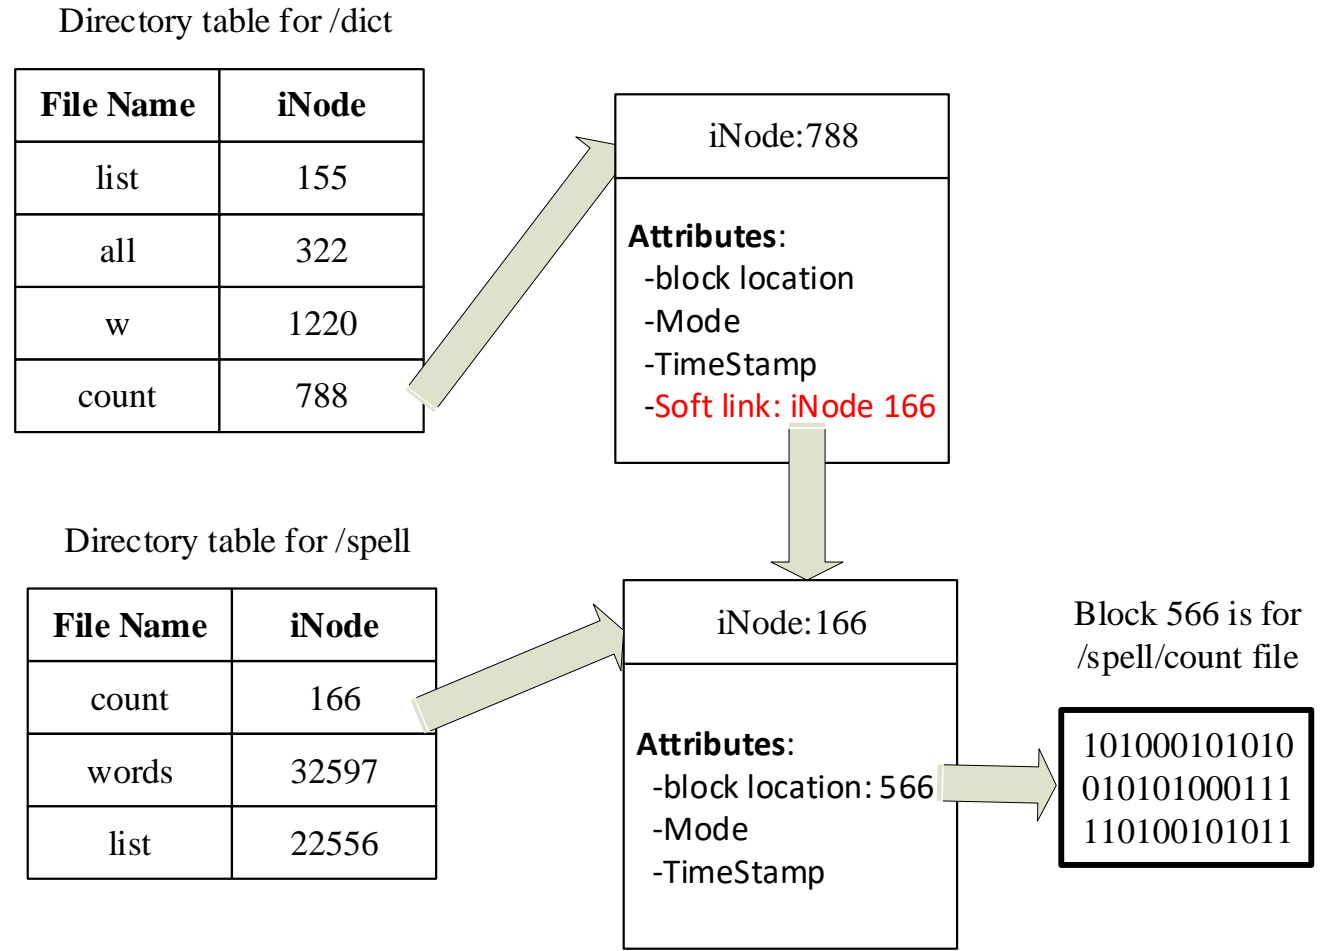 Directory table for /dict
File Name iNode
list 155
all 322
w 1220
count 788
iNode:788
Attributes:
-block location
-Mode
-TimeStamp
-Soft link: iNode 166
Directory table for /spell
File Name iNode
count 166
words 32597
list 22556
iNode:166
Attributes:
-block location: 566
-Mode
-TimeStamp
Block 566 is for
/spell/count file
101000101010
010101000111
110100101011